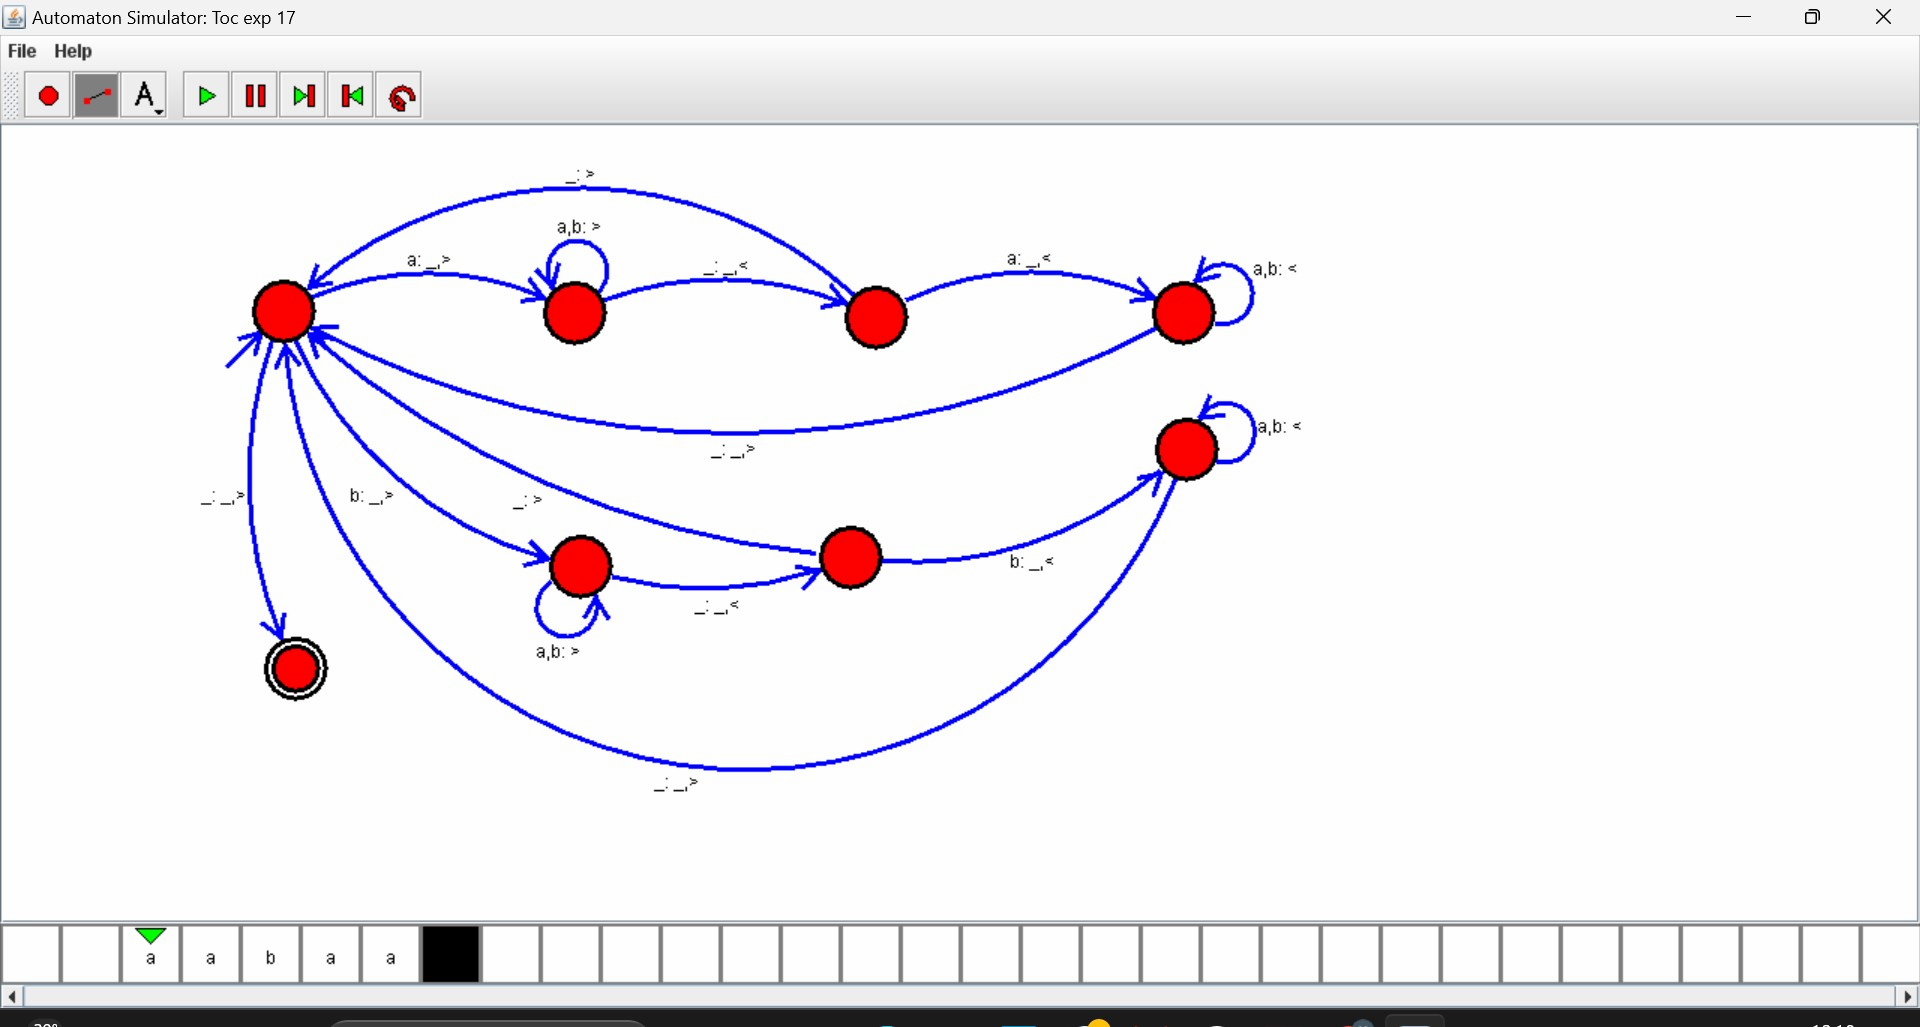 Automaton Simulator: Toc exp 17
File Help
A
_: >
a,b: >
a: _,>
_: _,<
a: _,<
a,b: <
a,b: <
_: _,>
_: _,>
b: _,>
_: >
b: _,<
_: _,<
a,b: >
_: _,>
a a b a a